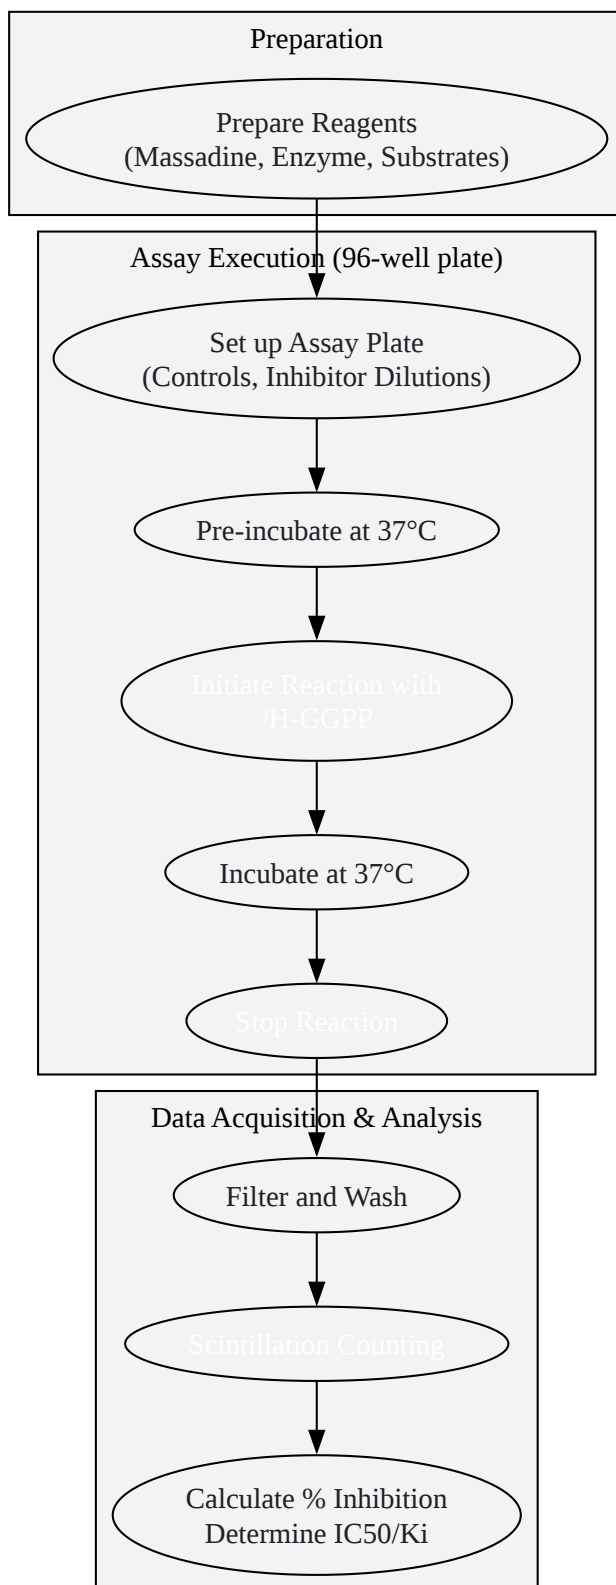 Preparation
Prepare Reagents
(Massadine, Enzyme, Substrates)
Assay Execution (96-well plate)
Set up Assay Plate
(Controls, Inhibitor Dilutions)
Pre-incubate at 37°C
Initiate Reaction with
³H-GGPP
Incubate at 37°C
Stop Reaction
Data Acquisition & Analysis
Filter and Wash
Scintillation Counting
Calculate % Inhibition
Determine IC50/Ki